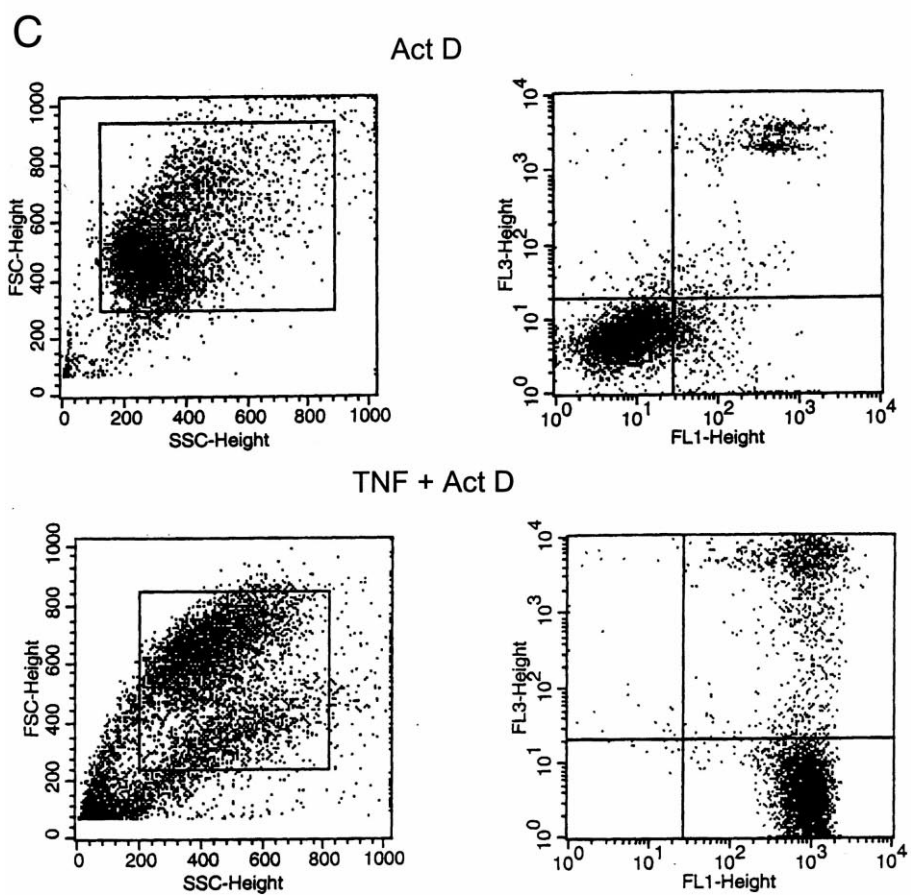 C
Act D
1000
800
600
400
200
0
FSC-Height
0 200 400 600 800 1000
SSC-Height
10^4
10^3
10^2
10^1
10^0
FL3-Height
10^0 10^1 10^2 10^3 10^4
FL1-Height
TNF + Act D
1000
800
600
400
200
0
FSC-Height
0 200 400 600 800 1000
SSC-Height
10^4
10^3
10^2
10^1
10^0
FL3-Height
10^0 10^1 10^2 10^3 10^4
FL1-Height